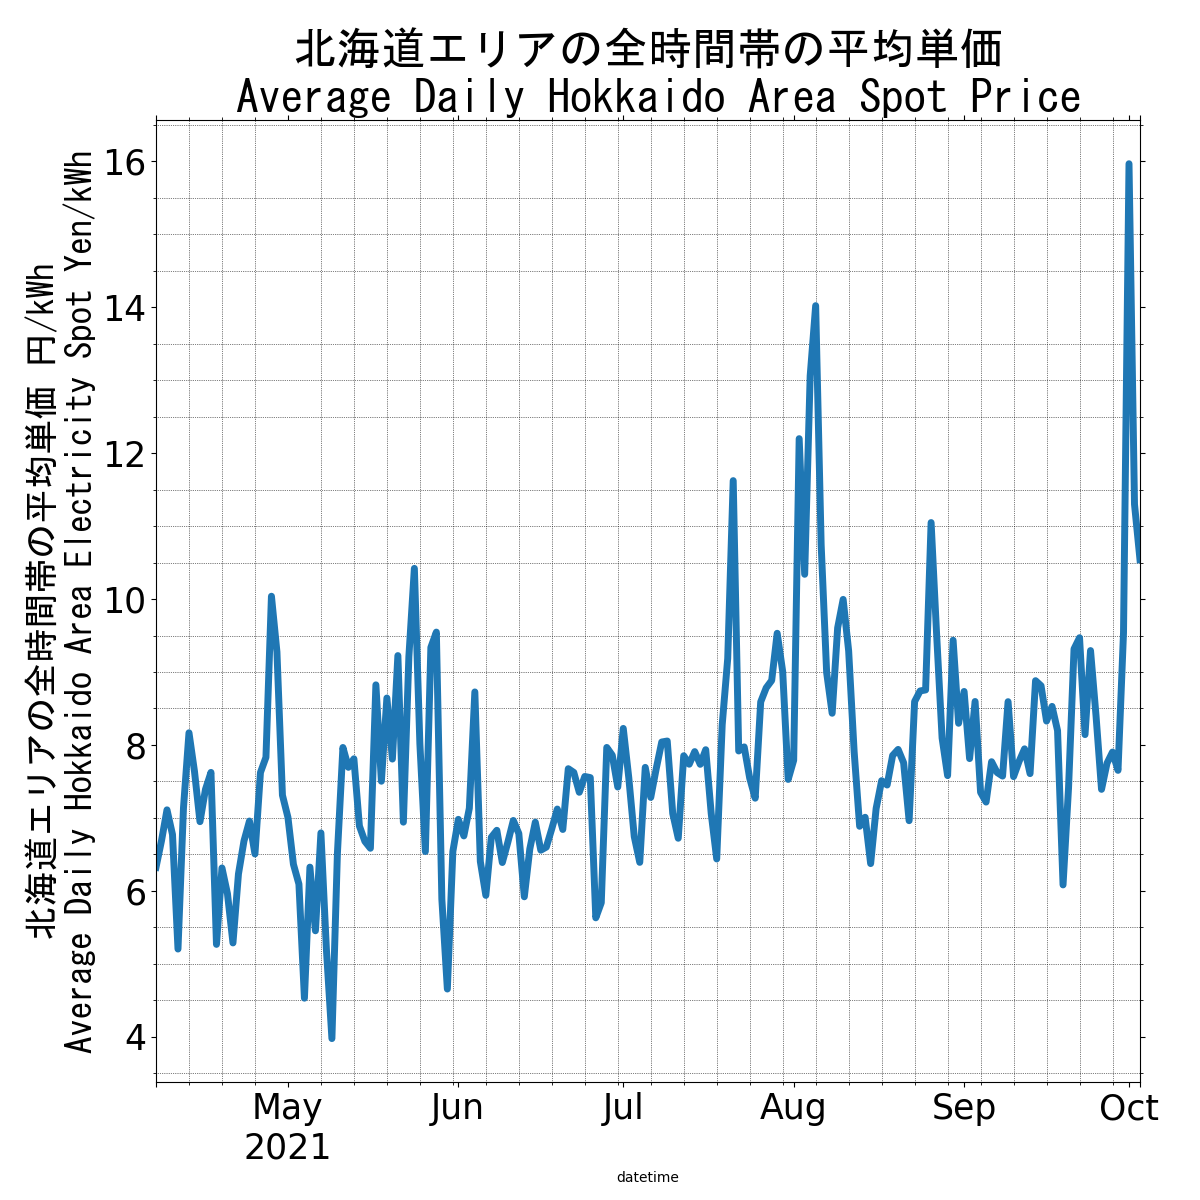 北海道エリアの全時間帯の平均単価
Average Daily Hokkaido Area Spot Price
北海道エリアの全時間帯の平均単価 円/kWh
Average Daily Hokkaido Area Electricity Spot Yen/kWh
16
14
12
10
8
6
4
May
2021
Jun
Jul
Aug
Sep
Oct
datetime